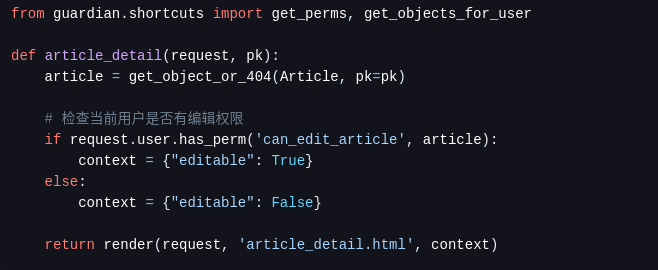 from guardian.shortcuts import get_perms, get_objects_for_user

def article_detail(request, pk):
    article = get_object_or_404(Article, pk=pk)

    # 检查当前用户是否有编辑权限
    if request.user.has_perm('can_edit_article', article):
        context = {"editable": True}
    else:
        context = {"editable": False}

    return render(request, 'article_detail.html', context)